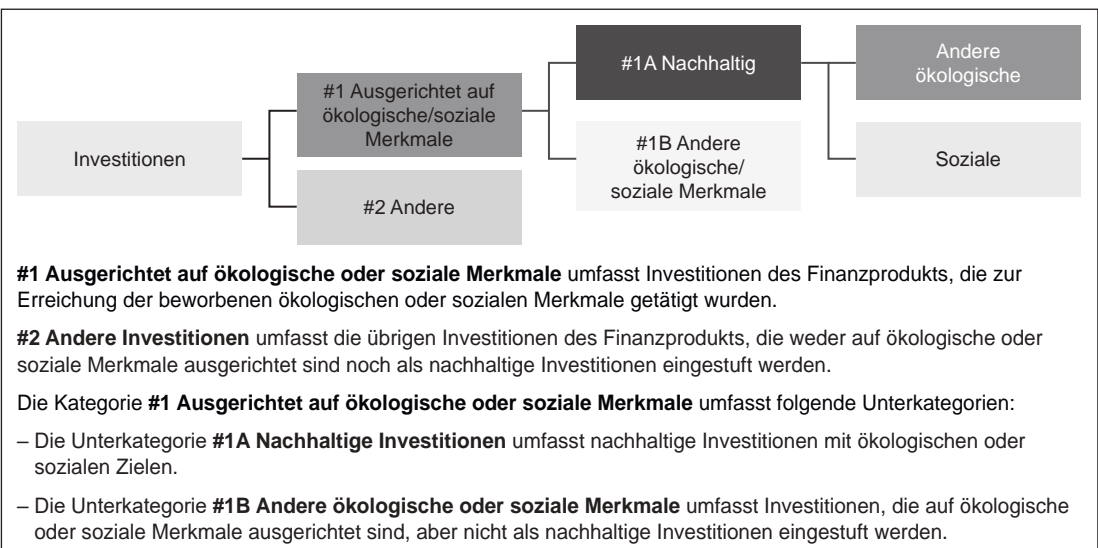 Investitionen
#1 Ausgerichtet auf
ökologische/soziale
Merkmale
#2 Andere
#1A Nachhaltig
#1B Andere
ökologische/
soziale Merkmale
Andere
ökologische
Soziale
#1 Ausgerichtet auf ökologische oder soziale Merkmale umfasst Investitionen des Finanzprodukts, die zur
Erreichung der beworbenen ökologischen oder sozialen Merkmale getätigt wurden.
#2 Andere Investitionen umfasst die übrigen Investitionen des Finanzprodukts, die weder auf ökologische oder
soziale Merkmale ausgerichtet sind noch als nachhaltige Investitionen eingestuft werden.
Die Kategorie #1 Ausgerichtet auf ökologische oder soziale Merkmale umfasst folgende Unterkategorien:
– Die Unterkategorie #1A Nachhaltige Investitionen umfasst nachhaltige Investitionen mit ökologischen oder
sozialen Zielen.
– Die Unterkategorie #1B Andere ökologische oder soziale Merkmale umfasst Investitionen, die auf ökologische
oder soziale Merkmale ausgerichtet sind, aber nicht als nachhaltige Investitionen eingestuft werden.